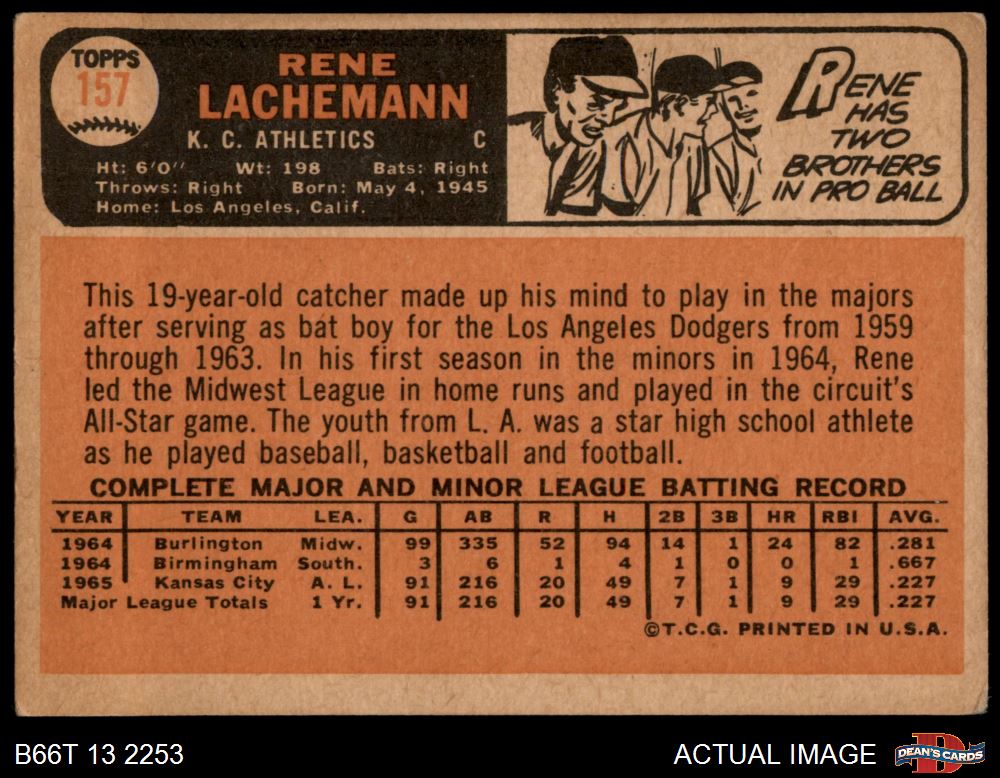 TOPPS
157
RENE
LACHEMANN
K. C. ATHLETICS C
Ht: 6'0" Wt: 198 Bats: Right
Throws: Right Born: May 4, 1945
Home: Los Angeles, Calif.
RENE
HAS
TWO
BROTHERS
IN PRO BALL
This 19-year-old catcher made up his mind to play in the majors
after serving as bat boy for the Los Angeles Dodgers from 1959
through 1963. In his first season in the minors in 1964, Rene
led the Midwest League in home runs and played in the circuit's
All-Star game. The youth from L. A. was a star high school athlete
as he played baseball, basketball and football.
COMPLETE MAJOR AND MINOR LEAGUE BATTING RECORD
YEAR TEAM LEA. G AB R H 2B 3B HR RBI AVG.
1964 Burlington Midw. 99 335 52 94 14 1 24 82 .281
1964 Birmingham South. 3 6 1 4 1 0 0 1 .667
1965 Kansas City A. L. 91 216 20 49 7 1 9 29 .227
Major League Totals 1 Yr. 91 216 20 49 7 1 9 29 .227
©T.C.G. PRINTED IN U.S.A.
B66T 13 2253 ACTUAL IMAGE D DEAN'S CARDS